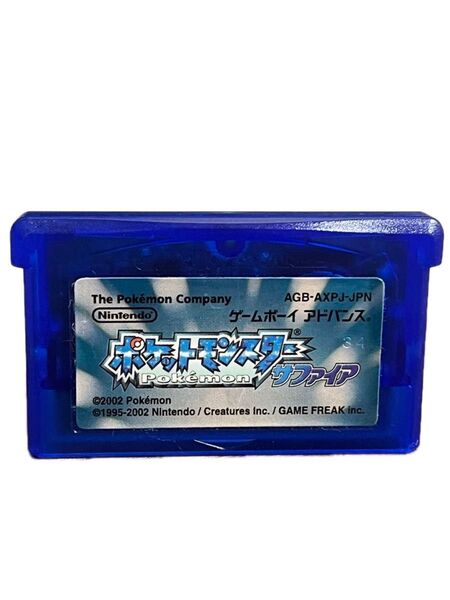 The Pokémon Company AGB-AXPJ-JPN
Nintendo® ゲームボーイ アドバンス®
34
ポケットモンスター®
Pokémon サファイア
©2002 Pokémon
©1995-2002 Nintendo / Creatures inc. / GAME FREAK inc.